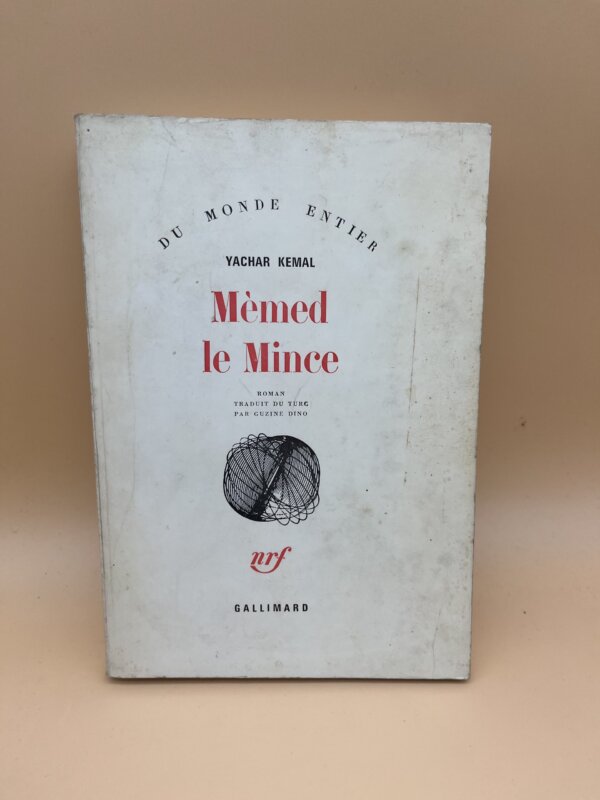 DU MONDE ENTIER
YACHAR KEMAL
Mèmed
le Mince
ROMAN
TRADUIT DU TURC
PAR GUZINE DINO
nrf
GALLIMARD